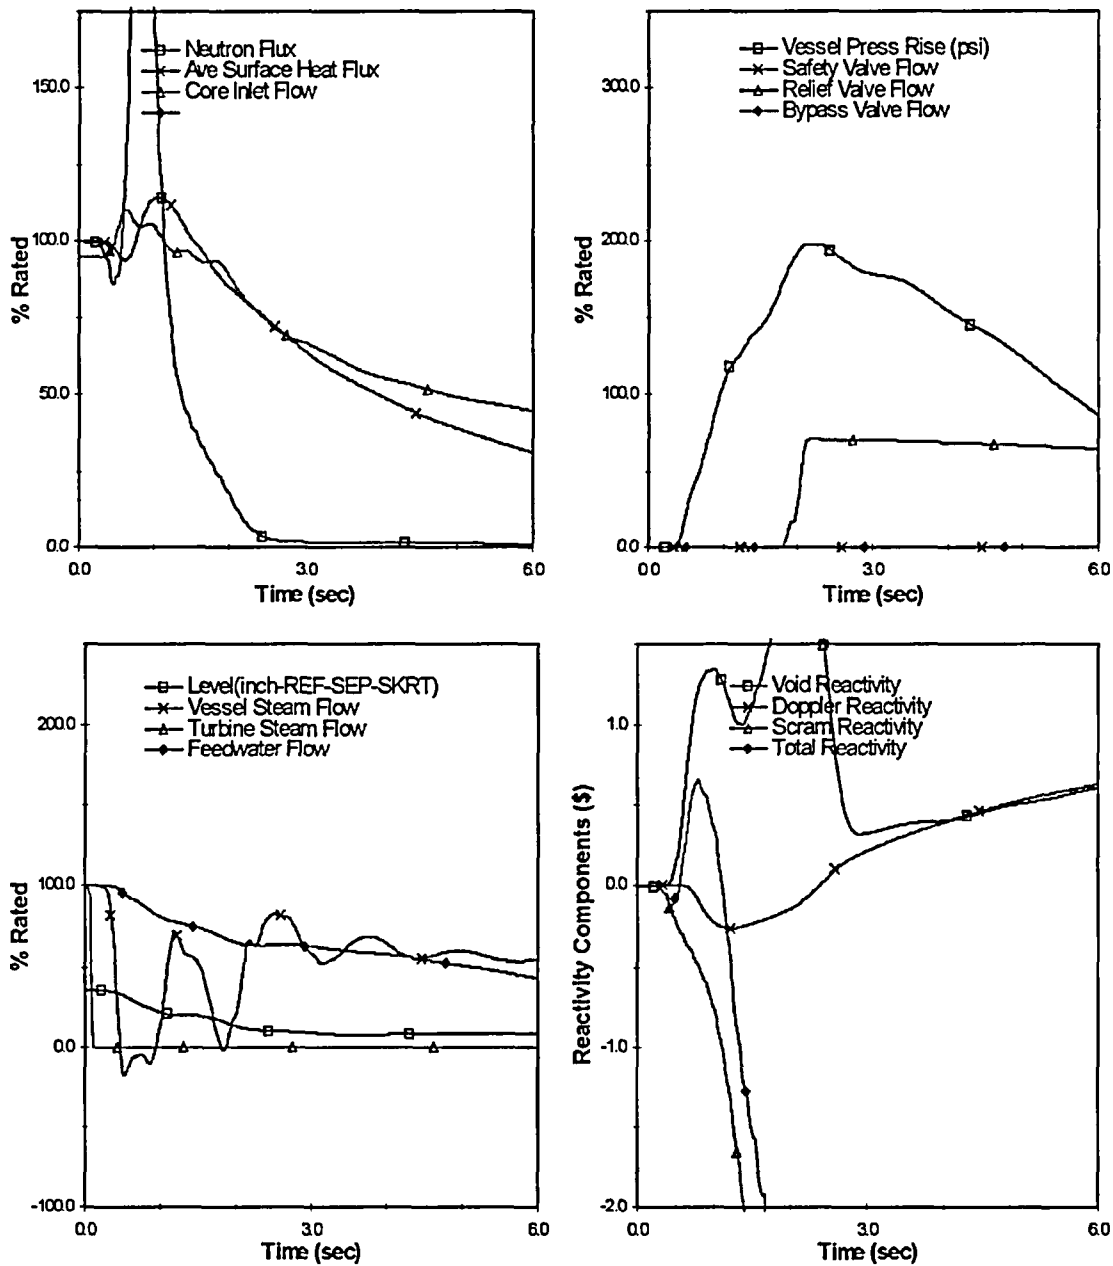 Neutron Flux
Ave Surface Heat Flux
Core Inlet Flow
150.0
100.0
50.0
0.0
% Rated
0.0
3.0
6.0
Time (sec)
Vessel Press Rise (psi)
Safety Valve Flow
Relief Valve Flow
Bypass Valve Flow
300.0
200.0
100.0
0.0
% Rated
0.0
3.0
6.0
Time (sec)
Level(inch-REF-SEP-SKRT)
Vessel Steam Flow
Turbine Steam Flow
Feedwater Flow
200.0
100.0
0.0
-100.0
% Rated
0.0
3.0
6.0
Time (sec)
Void Reactivity
Doppler Reactivity
Scram Reactivity
Total Reactivity
1.0
0.0
-1.0
-2.0
Reactivity Components ($)
0.0
3.0
6.0
Time (sec)